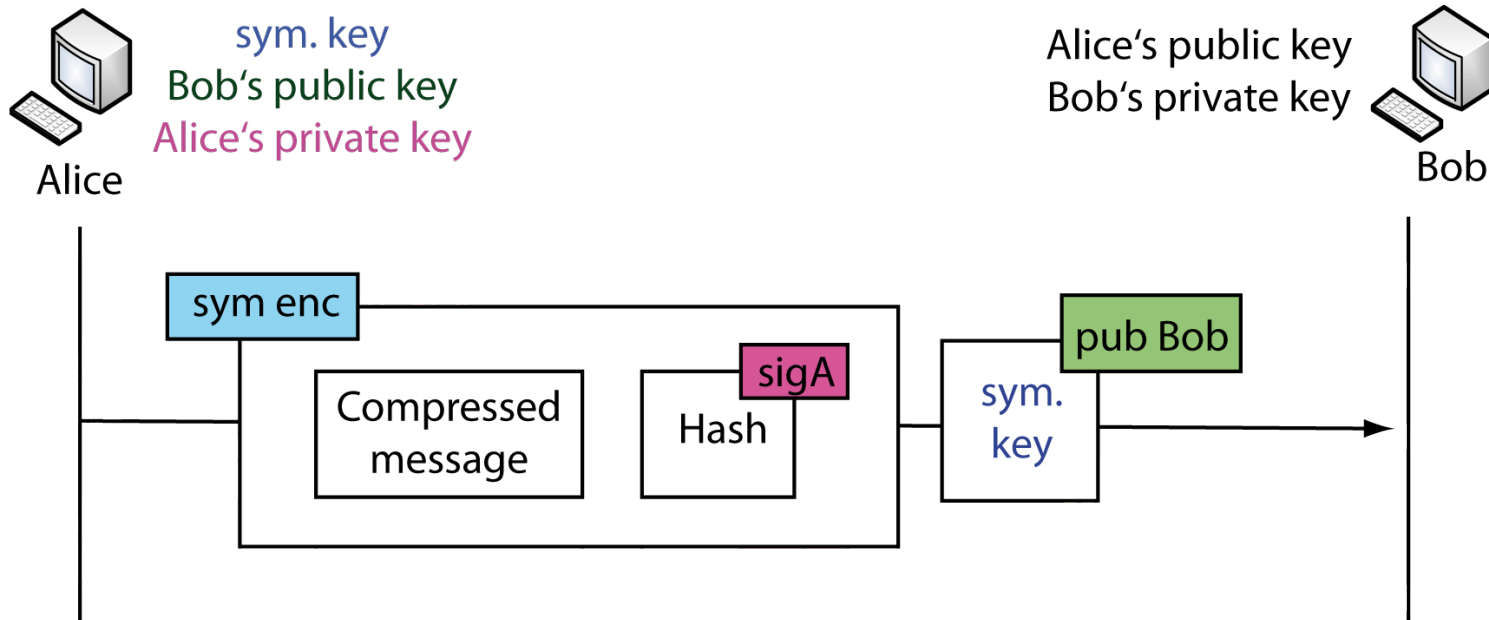 sym. key
Bob‘s public key
Alice‘s private key
Alice
Alice‘s public key
Bob‘s private key
Bob
sym enc
Compressed
message
sigA
Hash
pub Bob
sym.
key